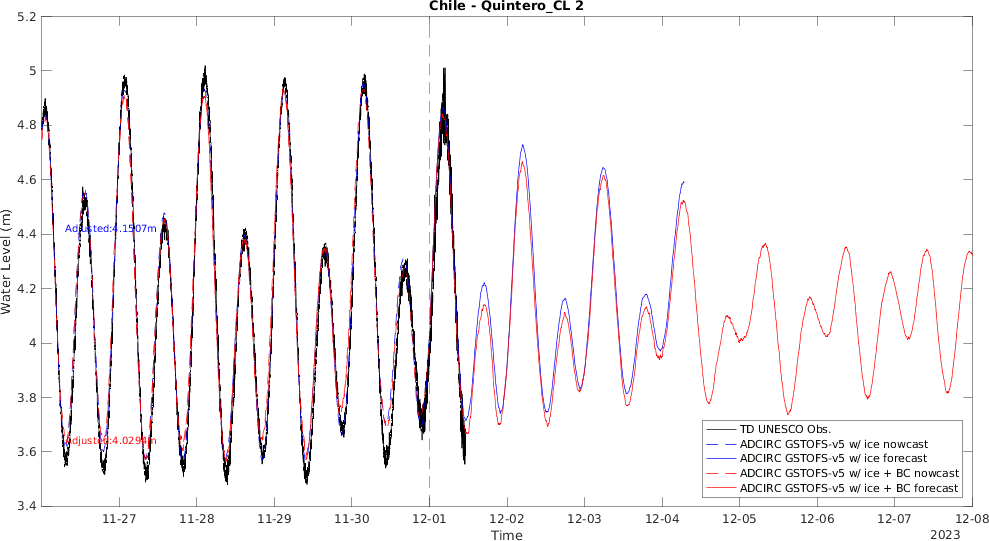 Chile - Quintero_CL 2
Water Level (m)
5.2
5
4.8
4.6
4.4
4.2
4
3.8
3.6
3.4
Adjusted:4.1507m
Adjusted:4.0294m
TD UNESCO Obs.
ADCIRC GSTOFS-v5 w/ ice nowcast
ADCIRC GSTOFS-v5 w/ ice forecast
ADCIRC GSTOFS-v5 w/ ice + BC nowcast
ADCIRC GSTOFS-v5 w/ ice + BC forecast
11-27 11-28 11-29 11-30 12-01 12-02 12-03 12-04 12-05 12-06 12-07 12-08
Time
2023